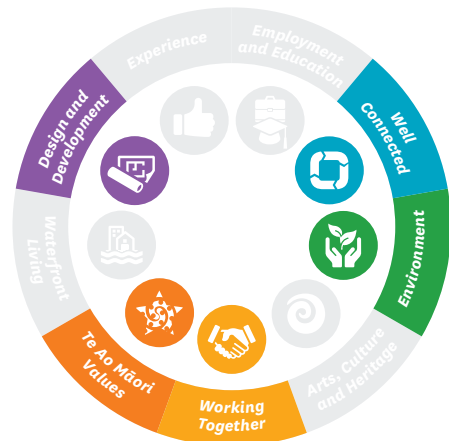 Experience
Employment
and Education
Well
Connected
Environment
Arts, Culture
and Heritage
Working
Together
Te Ao Māori
Values
Waterfront
Living
Design and
Development